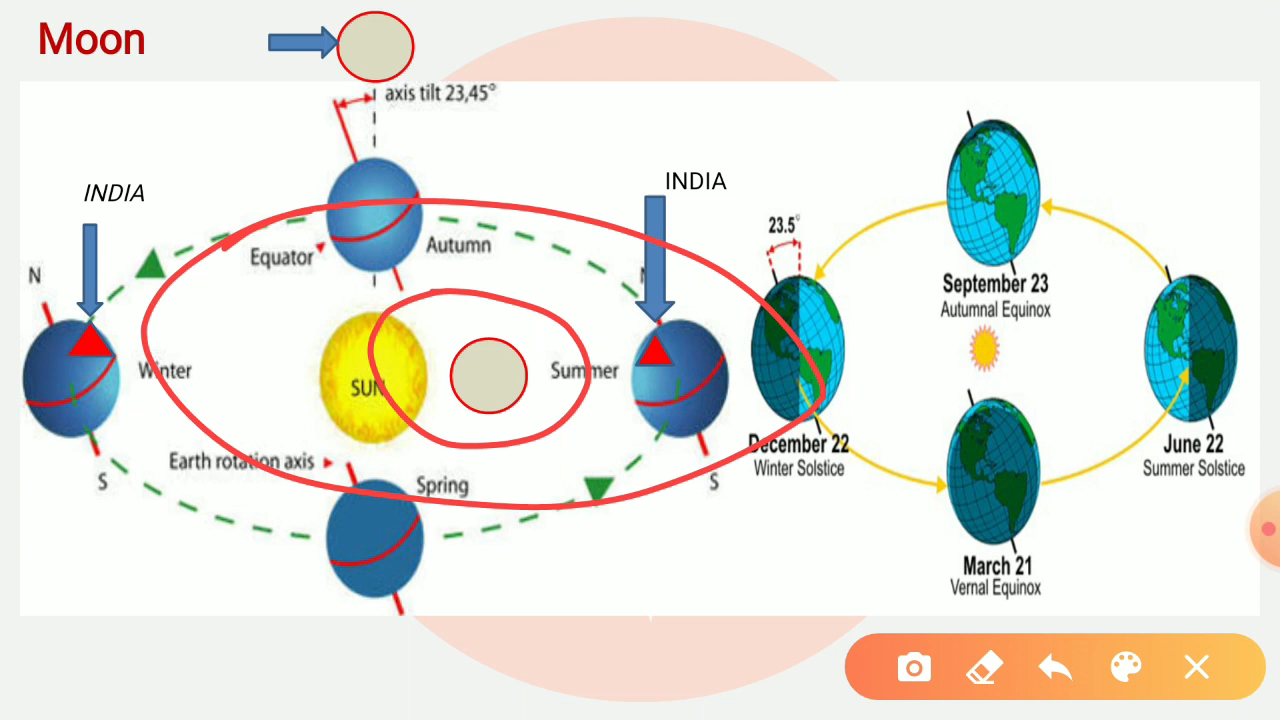 Moon
axis tilt 23,45°
INDIA
INDIA
N
Equator
Autumn
23.5°
September 23
Autumnal Equinox
Winter
SUN
Summer
December 22
Winter Solstice
June 22
Summer Solstice
Earth rotation axis
S
Spring
S
March 21
Vernal Equinox